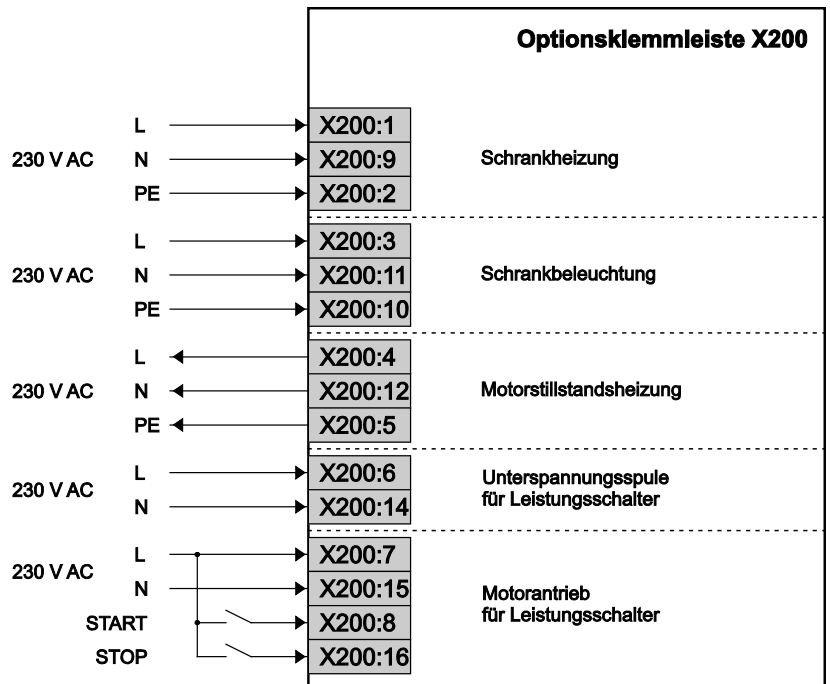 Optionsklemmleiste X200
L X200:1
230 V AC N X200:9 Schrankheizung
PE X200:2
L X200:3
230 V AC N X200:11 Schrankbeleuchtung
PE X200:10
L X200:4
230 V AC N X200:12 Motorstillstandsheizung
PE X200:5
L X200:6 Unterspannungsspule
230 V AC
N X200:14 für Leistungsschalter
L X200:7
230 V AC
N X200:15 Motorantrieb
START X200:8 für Leistungsschalter
STOP X200:16